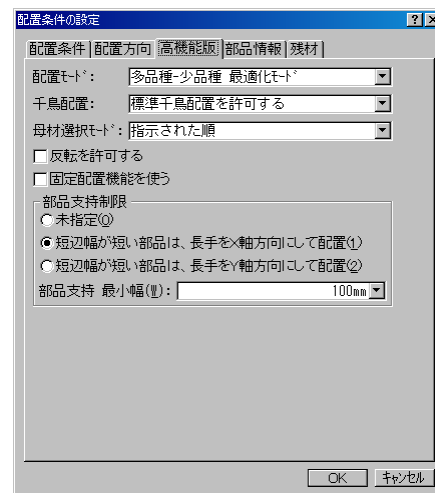 配置条件の設定
配置条件 配置方向 高機能版 部品情報 残材
配置ﾓｰﾄﾞ: 多品種-少品種 最適化ﾓｰﾄﾞ
千鳥配置: 標準千鳥配置を許可する
母材選択ﾓｰﾄﾞ: 指示された順
反転を許可する
固定配置機能を使う
部品支持制限
未指定(0)
短辺幅が短い部品は、長手をX軸方向にして配置(1)
短辺幅が短い部品は、長手をY軸方向にして配置(2)
部品支持 最小幅(W): 100mm
OK ｷｬﾝｾﾙ